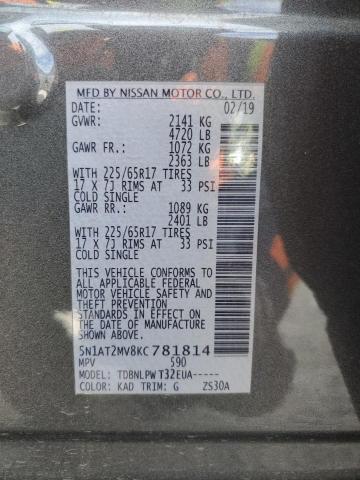 MFD BY NISSAN MOTOR CO., LTD.
DATE: 02/19
GVWR: 2141 KG
4720 LB
GAWR FR.: 1072 KG
2363 LB
WITH 225/65R17 TIRES
17 X 7J RIMS AT 33 PSI
COLD SINGLE
GAWR RR.: 1089 KG
2401 LB
WITH 225/65R17 TIRES
17 X 7J RIMS AT 33 PSI
COLD SINGLE
THIS VEHICLE CONFORMS TO
ALL APPLICABLE FEDERAL
MOTOR VEHICLE SAFETY
AND THEFT PREVENTION
STANDARDS IN EFFECT ON
THE DATE OF MANUFACTURE
SHOWN ABOVE.
5N1AT2MV8KC781814
MPV 590
MODEL: TDBNLPW T32EUA-----
COLOR: KAD TRIM: G ZS30A